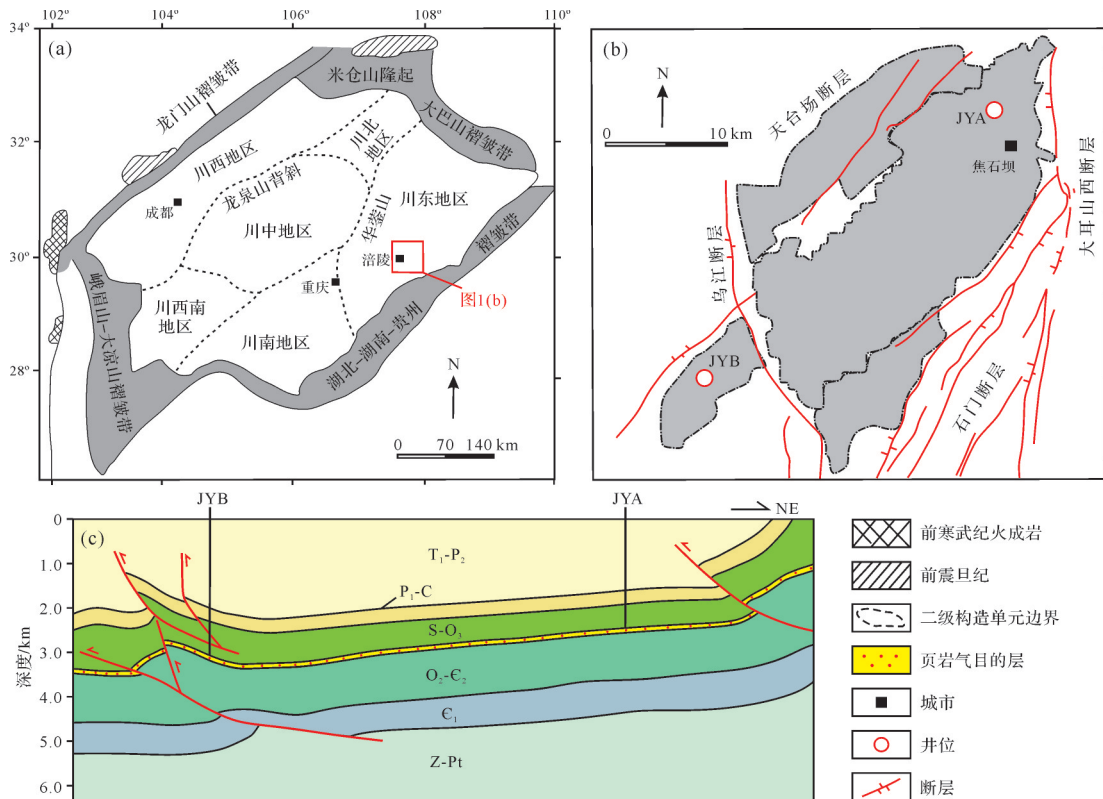 102°
104°
106°
108°
110°
34°
32°
30°
28°
(a)
米仓山隆起
龙门山褶皱带
大巴山褶皱带
川北
地区
川西地区
龙泉山背斜
华蓥山
川东地区
成都
川中地区
涪陵
褶皱带
重庆
图1(b)
川西南
地区
川南地区
峨眉山-大凉山褶皱带
湖北-湖南-贵州
N
0 70 140 km
(b)
N
0 10 km
天台场断层
JYA
焦石坝
大耳山西断层
乌江断层
JYB
石门断层
JYB
JYA
NE
(c)
深度/km
0
1.0
2.0
3.0
4.0
5.0
6.0
T₁-P₂
P₁-C
S-O₃
O₂-Є₂
Є₁
Z-Pt
前寒武纪火成岩
前震旦纪
二级构造单元边界
页岩气目的层
城市
井位
断层